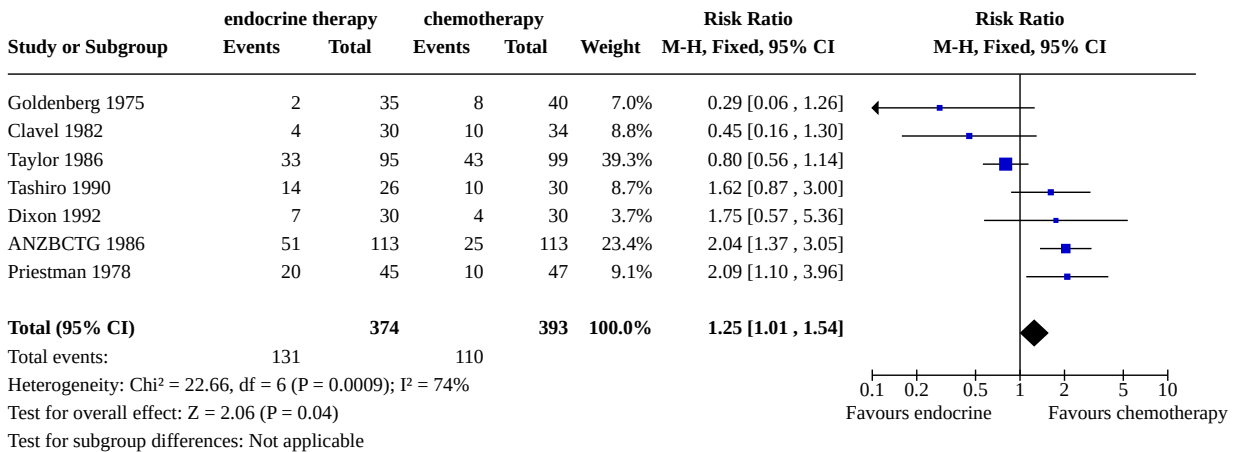 endocrine therapy chemotherapy Risk Ratio Risk Ratio
Study or Subgroup Events Total Events Total Weight M-H, Fixed, 95% CI M-H, Fixed, 95% CI
Goldenberg 1975 2 35 8 40 7.0% 0.29 [0.06 , 1.26]
Clavel 1982 4 30 10 34 8.8% 0.45 [0.16 , 1.30]
Taylor 1986 33 95 43 99 39.3% 0.80 [0.56 , 1.14]
Tashiro 1990 14 26 10 30 8.7% 1.62 [0.87 , 3.00]
Dixon 1992 7 30 4 30 3.7% 1.75 [0.57 , 5.36]
ANZBCTG 1986 51 113 25 113 23.4% 2.04 [1.37 , 3.05]
Priestman 1978 20 45 10 47 9.1% 2.09 [1.10 , 3.96]
Total (95% CI) 374 393 100.0% 1.25 [1.01 , 1.54]
Total events: 131 110
Heterogeneity: Chi² = 22.66, df = 6 (P = 0.0009); I² = 74%
0.1 0.2 0.5 1 2 5 10
Test for overall effect: Z = 2.06 (P = 0.04) Favours endocrine Favours chemotherapy
Test for subgroup differences: Not applicable